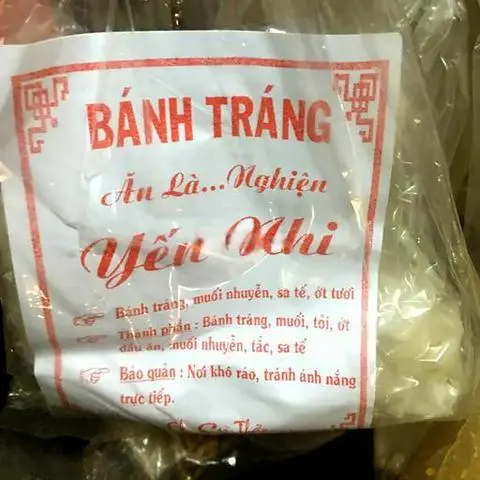 BÁNH TRÁNG
Ăn Là...Nghiện
Yến Nhi
Bánh tráng, muối nhuyễn, sa tế, ớt tươi
Thành phần : Bánh tráng, muối, tỏi, ớt
dầu ăn, muối nhuyễn, tắc, sa tế
Bảo quản : Nơi khô ráo, tránh ánh nắng
trực tiếp.